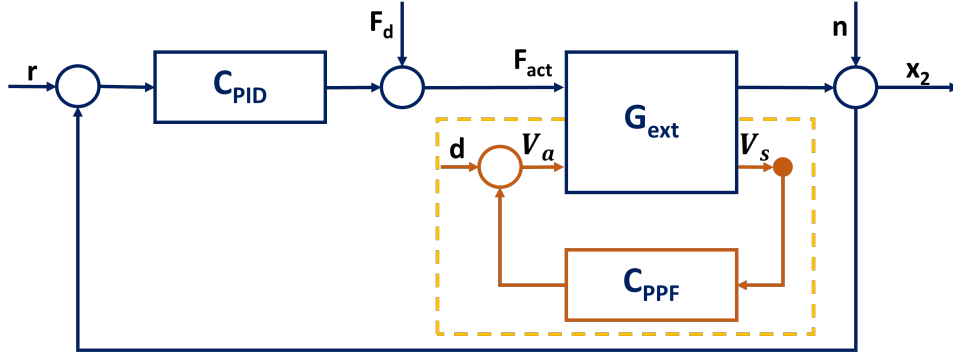 F_d
n
r
C_PID
F_act
G_ext
x_2
d
V_a
V_s
C_PPF